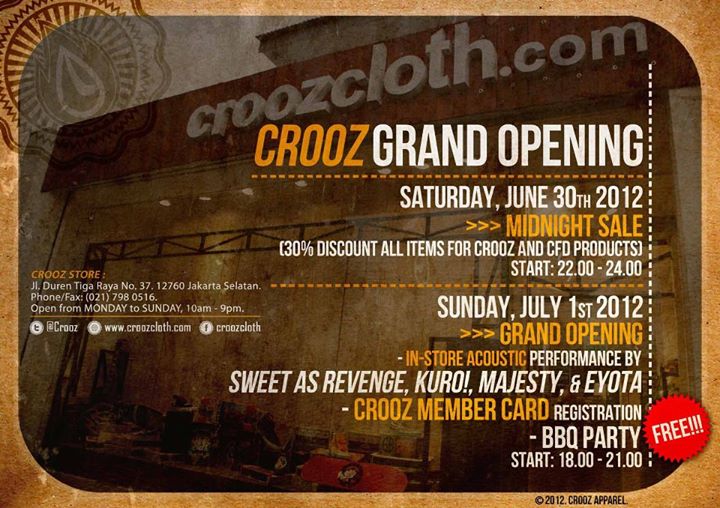 croozcloth.com
CROOZ GRAND OPENING
SATURDAY, JUNE 30TH 2012
>>> MIDNIGHT SALE
(30% DISCOUNT ALL ITEMS FOR CROOZ AND CFD PRODUCTS)
START: 22.00 - 24.00
CROOZ STORE :
Jl. Duren Tiga Raya No. 37. 12760 Jakarta Selatan.
Phone/Fax: (021) 798 0516.
Open from MONDAY to SUNDAY, 10am - 9pm.
@Crooz www.croozcloth.com croozcloth
SUNDAY, JULY 1ST 2012
>>> GRAND OPENING
- IN-STORE ACOUSTIC PERFORMANCE BY
SWEET AS REVENGE, KURO!, MAJESTY, & EYOTA
- CROOZ MEMBER CARD REGISTRATION
- BBQ PARTY
START: 18.00 - 21.00
FREE!!!
© 2012. CROOZ APPAREL.